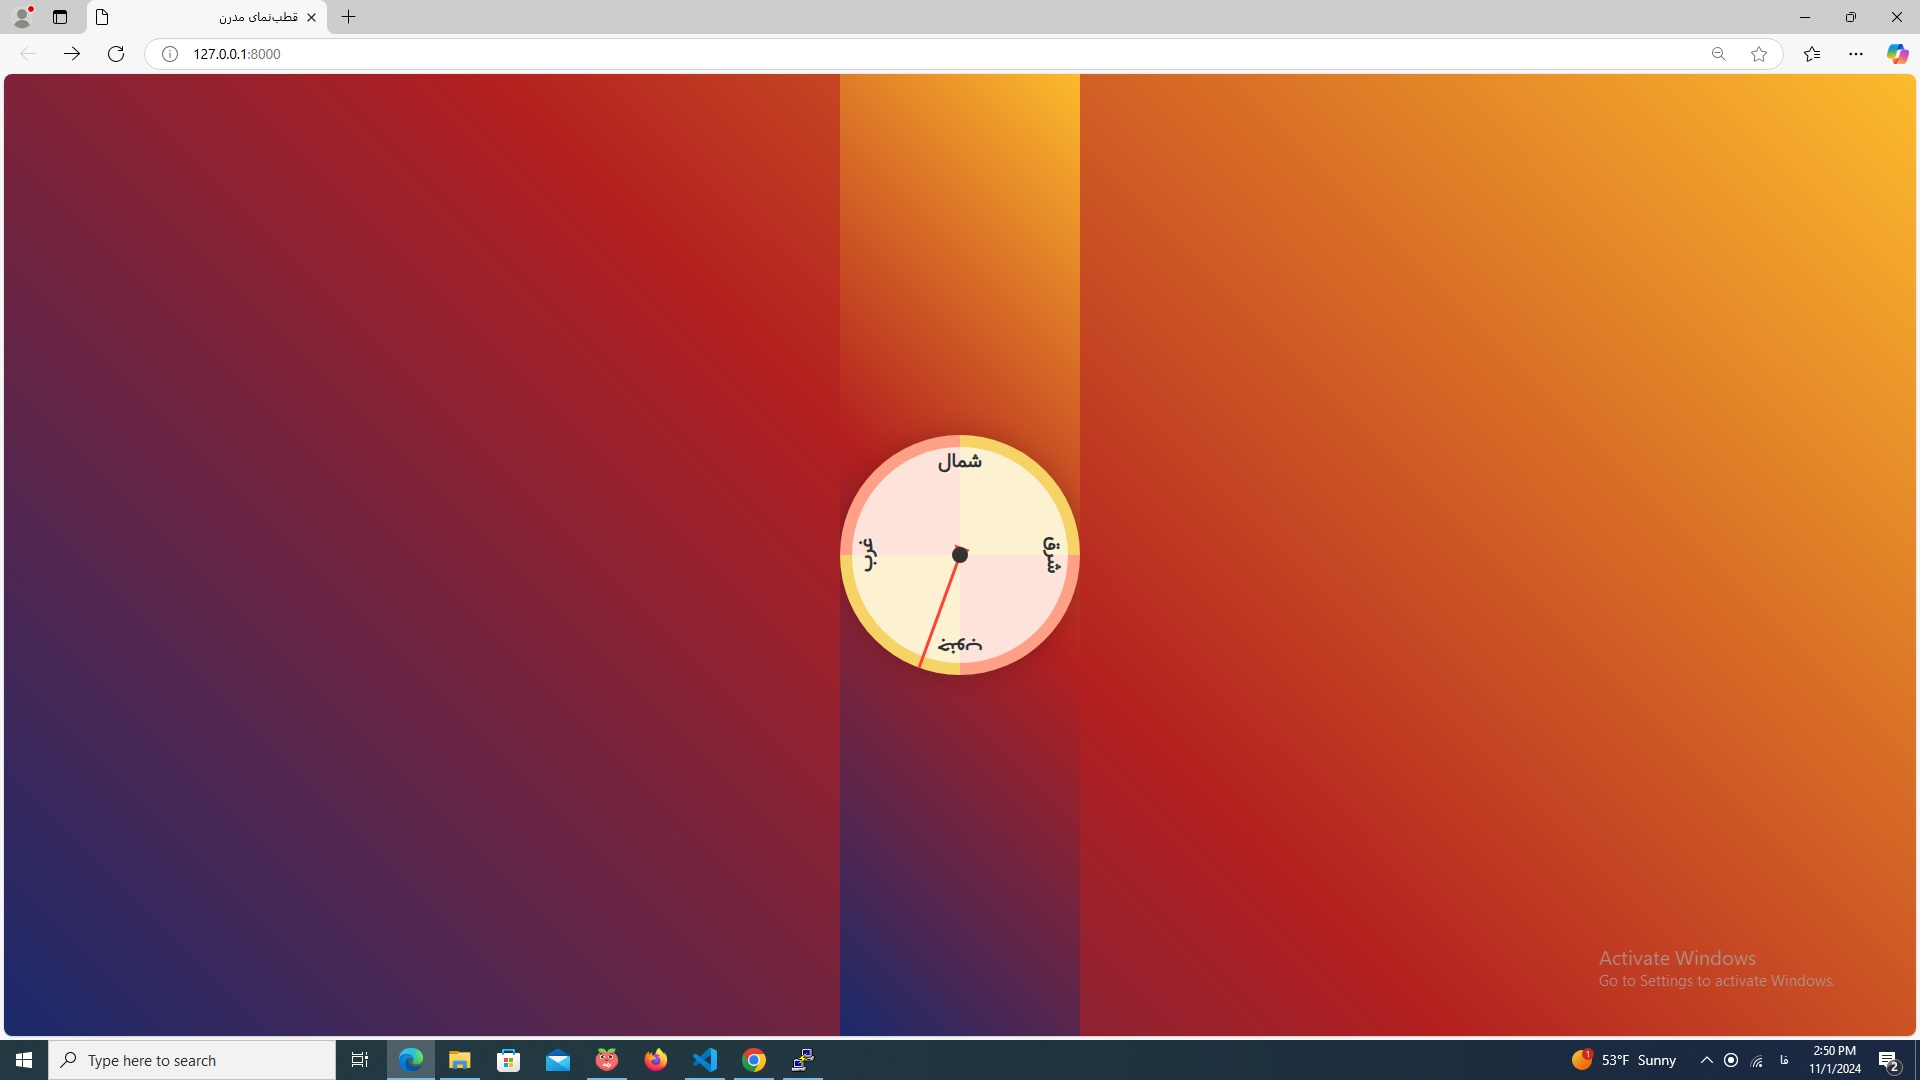 قطب‌نمای مدرن
127.0.0.1:8000
شمال
غرب
شرق
جنوب
Activate Windows
Go to Settings to activate Windows.
Type here to search
1
53°F Sunny
فا
2:50 PM
11/1/2024
2